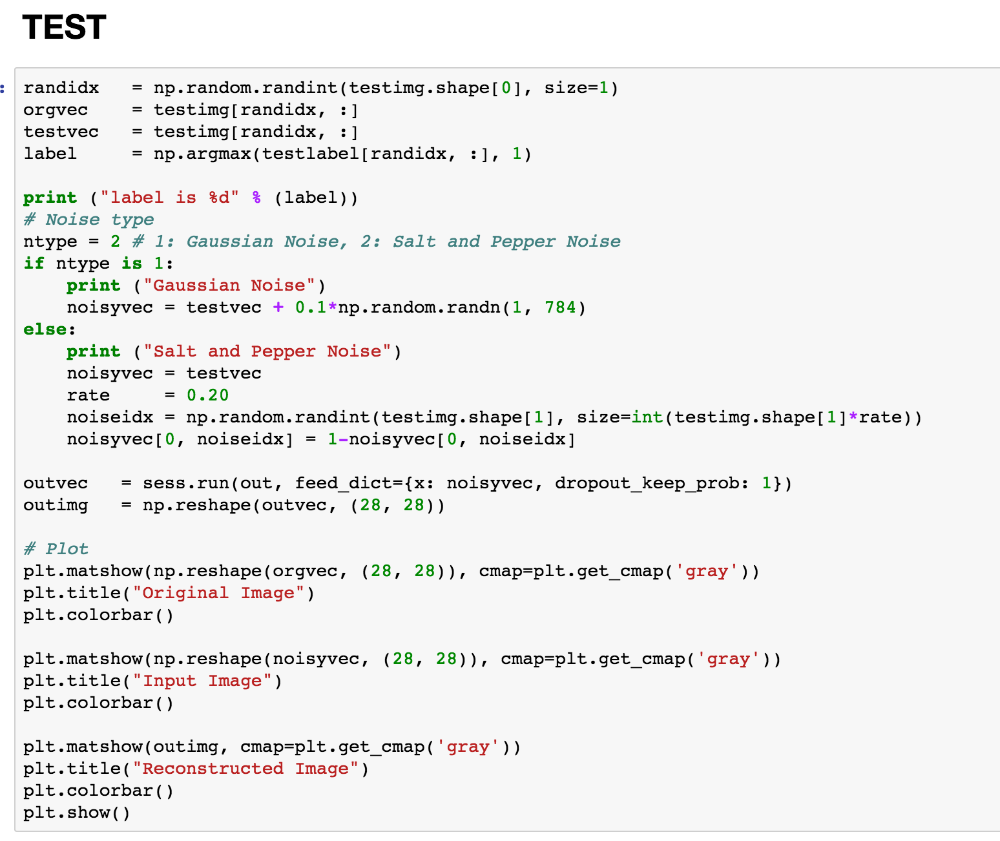 TEST
:
randidx   = np.random.randint(testimg.shape[0], size=1)
orgvec    = testimg[randidx, :]
testvec   = testimg[randidx, :]
label     = np.argmax(testlabel[randidx, :], 1)

print ("label is %d" % (label))
# Noise type
ntype = 2 # 1: Gaussian Noise, 2: Salt and Pepper Noise
if ntype is 1:
    print ("Gaussian Noise")
    noisyvec = testvec + 0.1*np.random.randn(1, 784)
else:
    print ("Salt and Pepper Noise")
    noisyvec = testvec
    rate     = 0.20
    noiseidx = np.random.randint(testimg.shape[1], size=int(testimg.shape[1]*rate))
    noisyvec[0, noiseidx] = 1-noisyvec[0, noiseidx]

outvec   = sess.run(out, feed_dict={x: noisyvec, dropout_keep_prob: 1})
outimg   = np.reshape(outvec, (28, 28))

# Plot
plt.matshow(np.reshape(orgvec, (28, 28)), cmap=plt.get_cmap('gray'))
plt.title("Original Image")
plt.colorbar()

plt.matshow(np.reshape(noisyvec, (28, 28)), cmap=plt.get_cmap('gray'))
plt.title("Input Image")
plt.colorbar()

plt.matshow(outimg, cmap=plt.get_cmap('gray'))
plt.title("Reconstructed Image")
plt.colorbar()
plt.show()